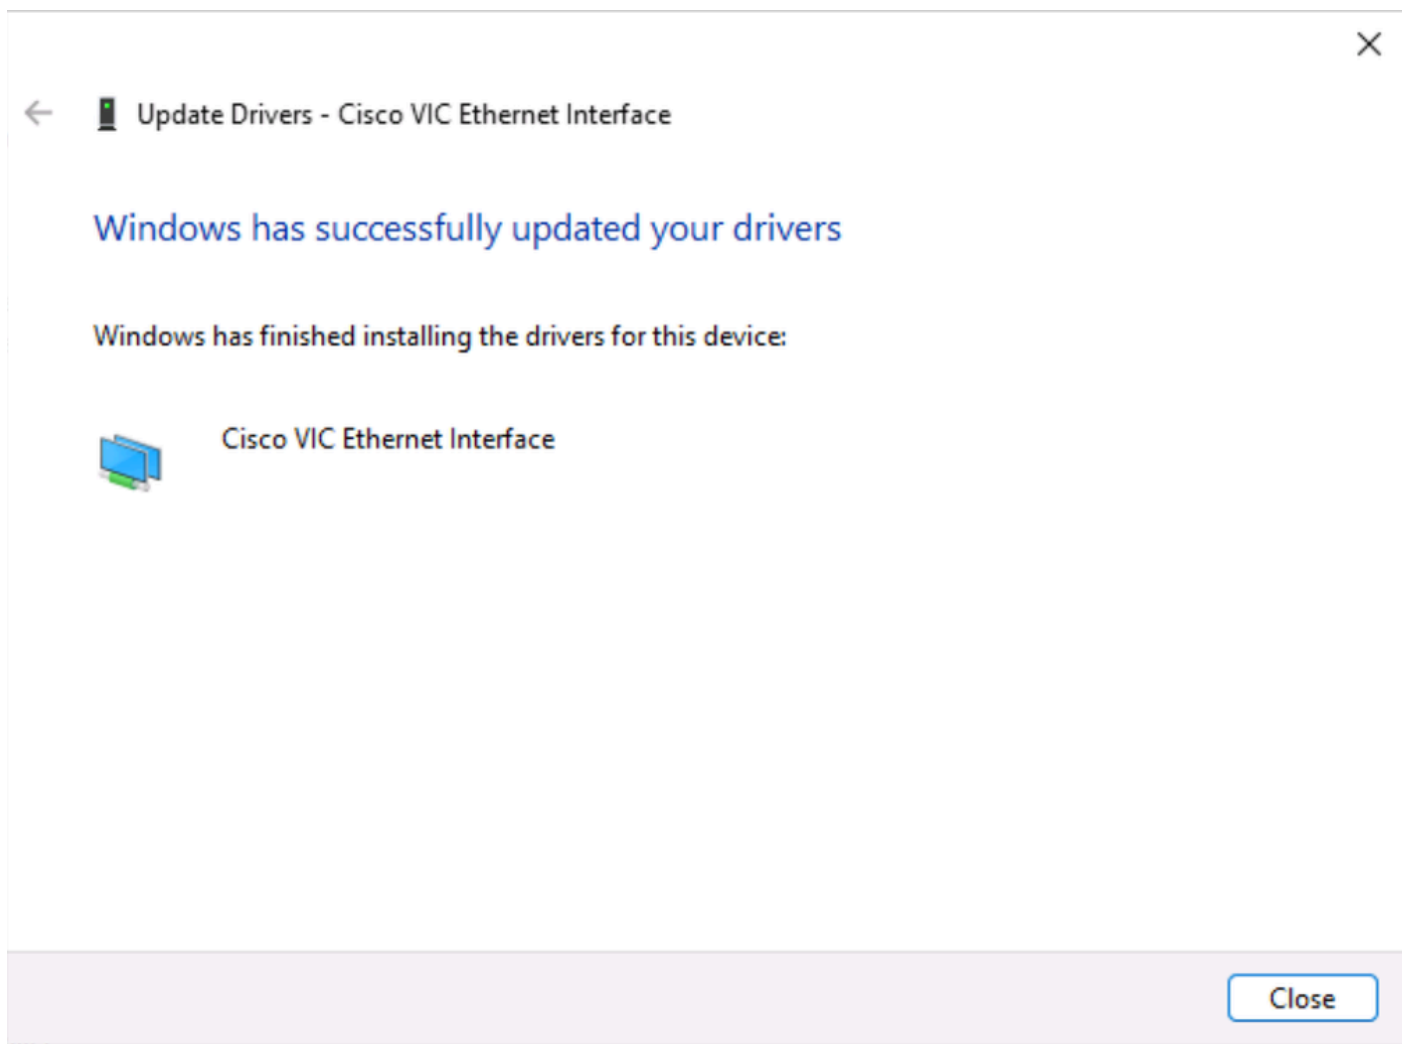 Update Drivers - Cisco VIC Ethernet Interface
Windows has successfully updated your drivers
Windows has finished installing the drivers for this device:
Cisco VIC Ethernet Interface
Close